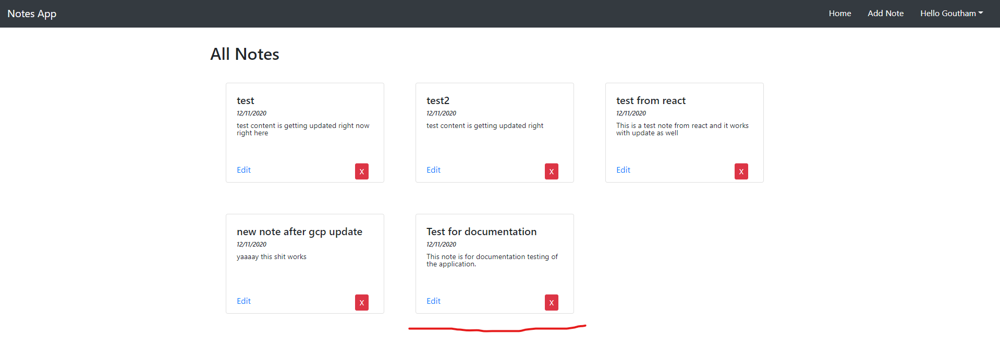 Notes App
Home
Add Note
Hello Goutham
All Notes
test
12/11/2020
test content is getting updated right now
right here
Edit
X
test2
12/11/2020
test content is getting updated right
Edit
X
test from react
12/11/2020
This is a test note from react and it works
with update as well
Edit
X
new note after gcp update
12/11/2020
yaaaay this shit works
Edit
X
Test for documentation
12/11/2020
This note is for documentation testing of
the application.
Edit
X